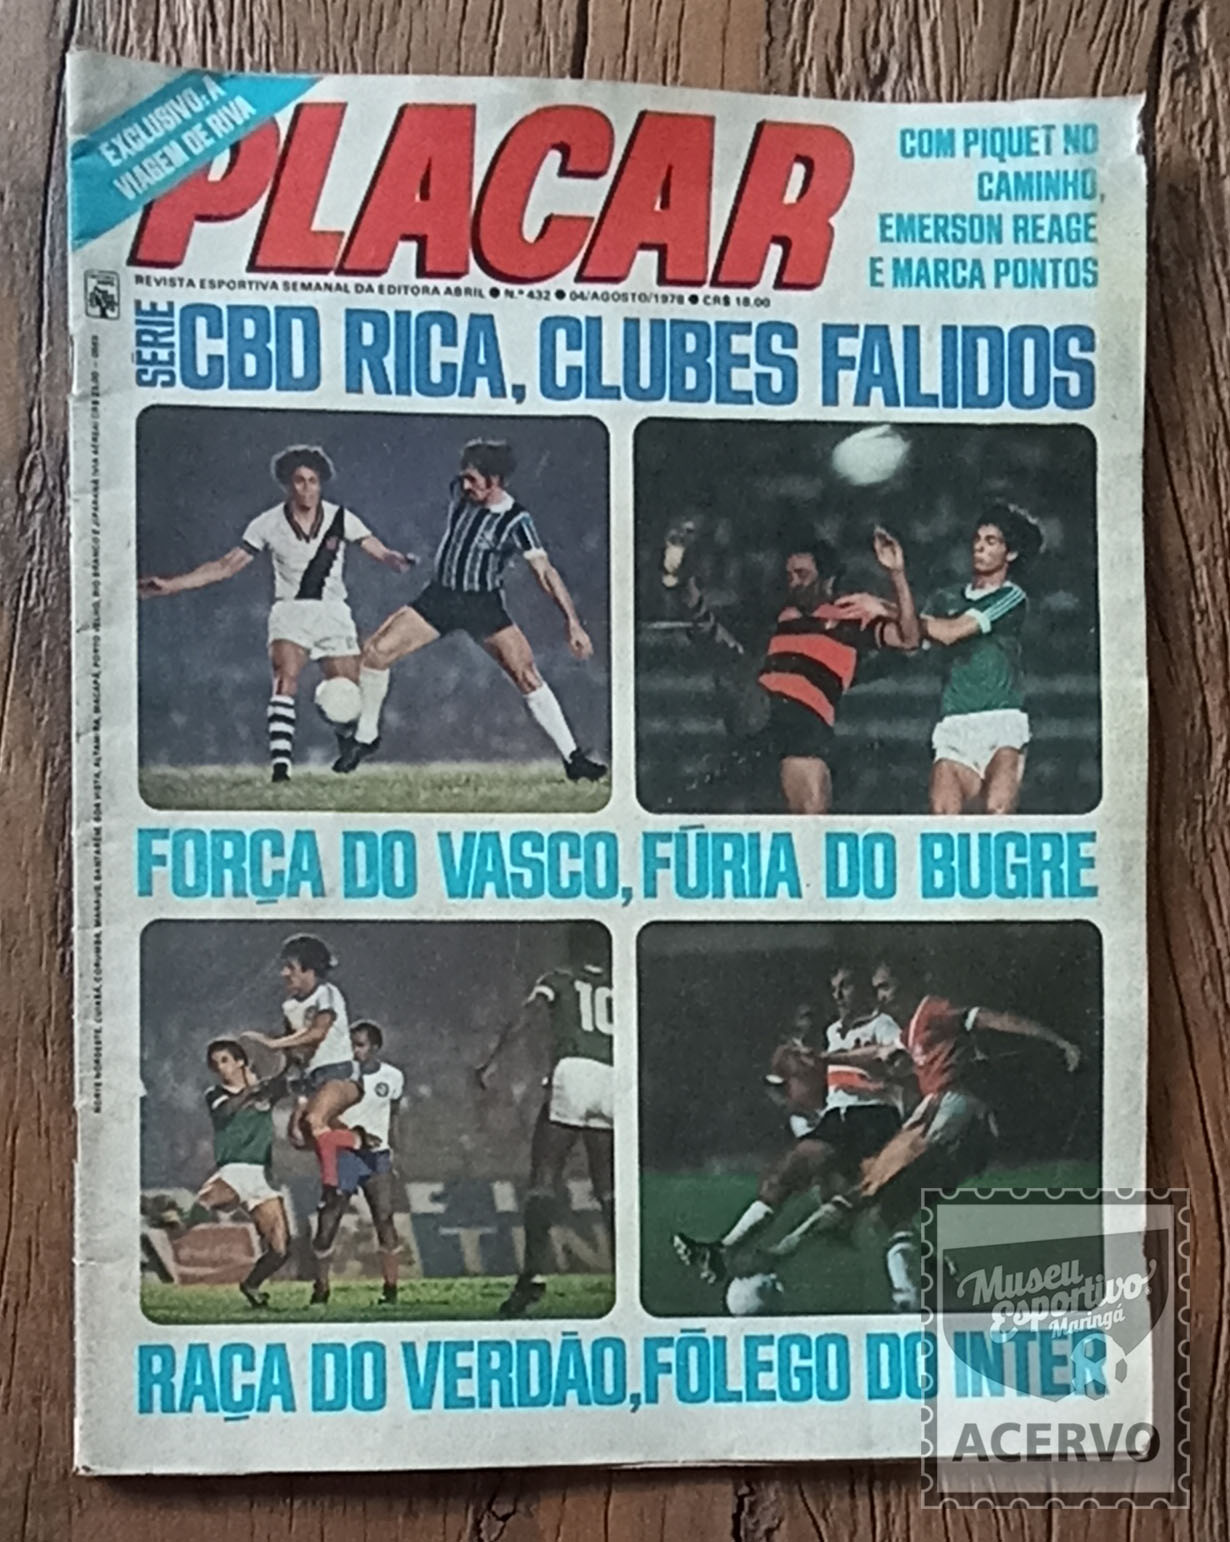 EXCLUSIVO: A
VIAGEM DE RIVA
PLACAR
COM PIQUET NO
CAMINHO,
EMERSON REAGE
E MARCA PONTOS
REVISTA ESPORTIVA SEMANAL DA EDITORA ABRIL ● N.º 432 ● 04/AGOSTO/1978 ● CR$ 18,00
SÉRIE
CBD RICA, CLUBES FALIDOS
FORÇA DO VASCO, FÚRIA DO BUGRE
10
RAÇA DO VERDÃO, FÔLEGO DO INTER
Museu
Esportivo
Maringá
ACERVO